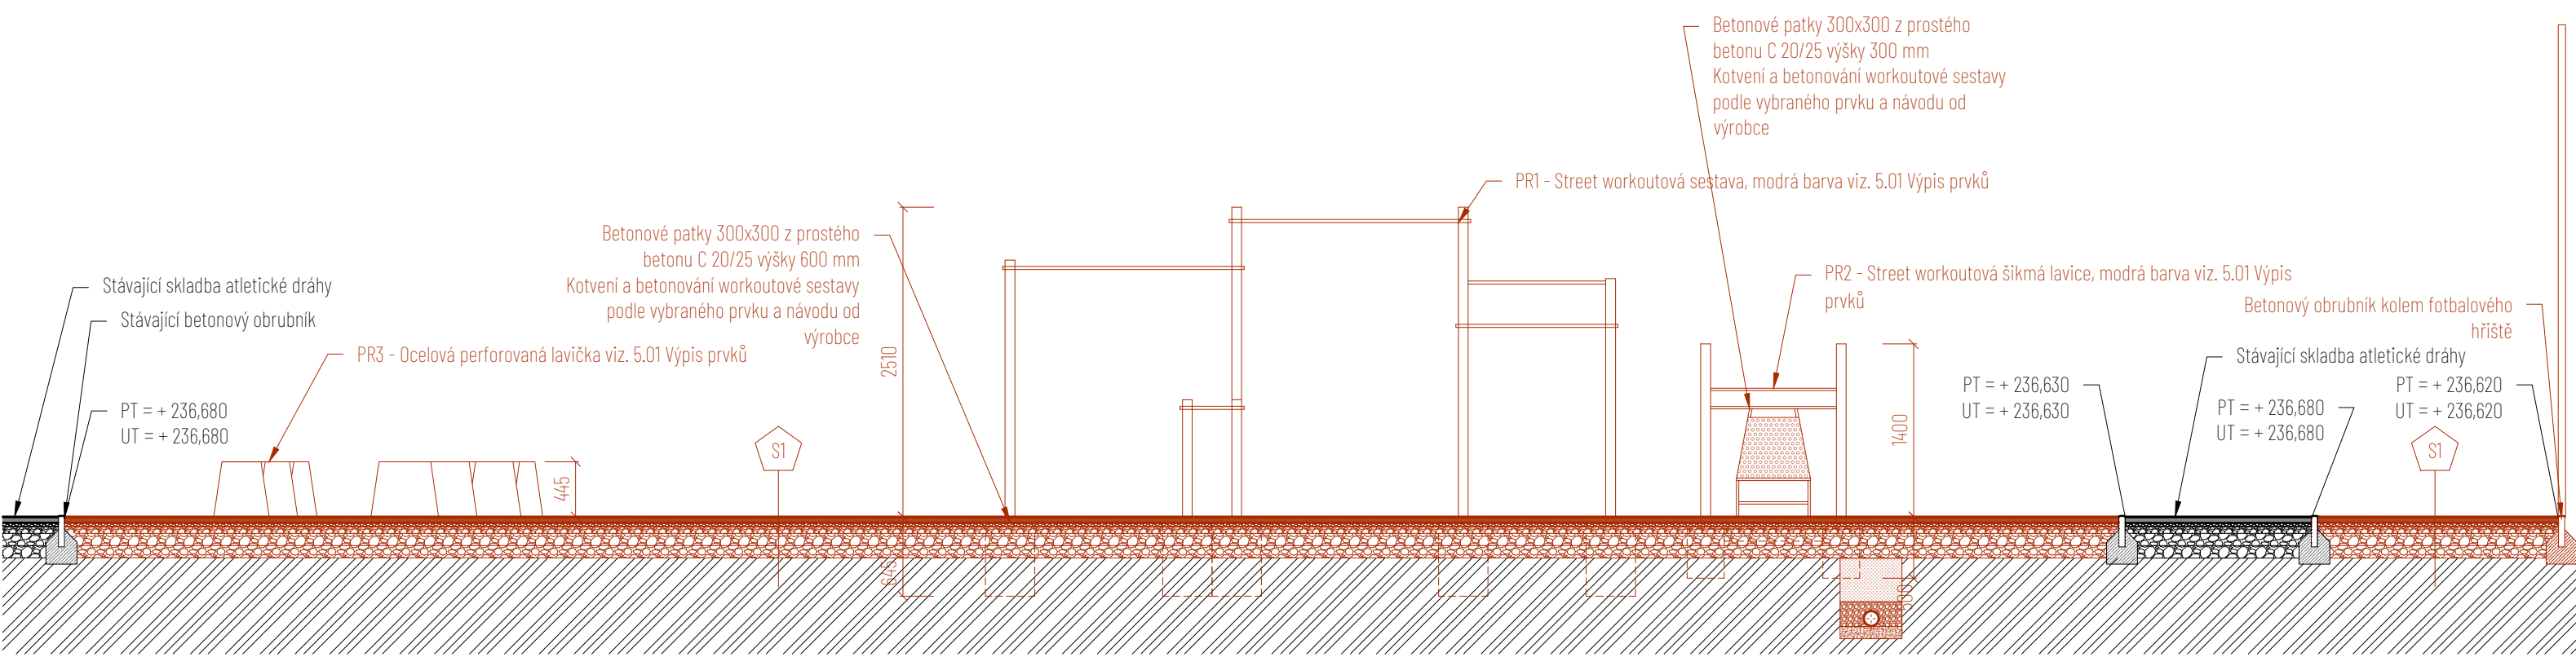 Betonové patky 300x300 z prostého
betonu C 20/25 výšky 300 mm
Kotvení a betonování workoutové sestavy
podle vybraného prvku a návodu od
výrobce
PR1 - Street workoutová sestava, modrá barva viz. 5.01 Výpis prvků
Betonové patky 300x300 z prostého
betonu C 20/25 výšky 600 mm
Kotvení a betonování workoutové sestavy
podle vybraného prvku a návodu od
výrobce
PR2 - Street workoutová šikmá lavice, modrá barva viz. 5.01 Výpis
prvků
Stávající skladba atletické dráhy
Stávající betonový obrubník
Betonový obrubník kolem fotbalového
hřiště
PR3 - Ocelová perforovaná lavička viz. 5.01 Výpis prvků
Stávající skladba atletické dráhy
PT = + 236,680
UT = + 236,680
PT = + 236,630
UT = + 236,630
PT = + 236,680
UT = + 236,680
PT = + 236,620
UT = + 236,620
2510
1400
445
S1
S1
645